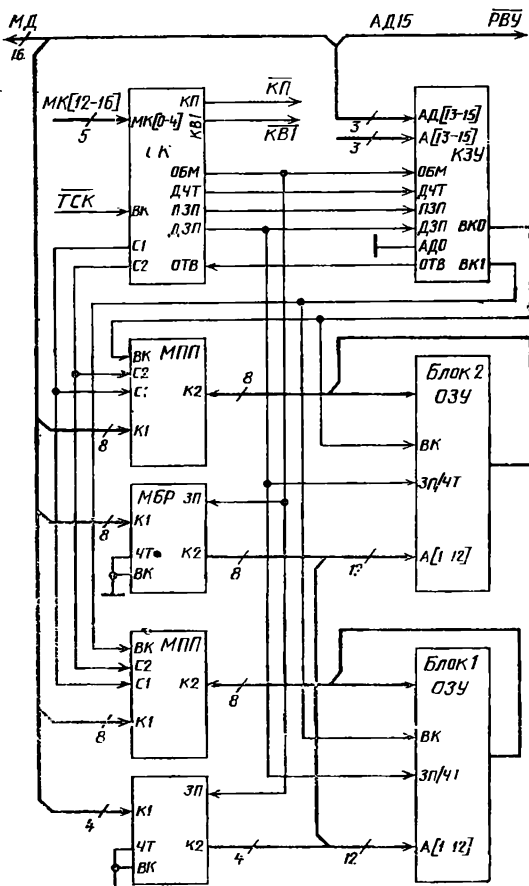 МД
АД15
РВУ
16
МК[12-16]
5
МК[0-4]
КП
КВ1
КП
КВ1
ОБМ
ДЧТ
ПЗП
ДЗП
ТСК
ВК
С1
С2
ОТВ
3
3
АД[13-15]
А[13-15]
КЗУ
ОБМ
ДЧТ
ПЗП
ДЗП
АД0
ОТВ
ВК0
ВК1
МПП
ВК
С2
С1
К2
К1
8
8
Блок 2
ОЗУ
ВК
ЗП/ЧТ
А[1 12]
МБР
ЗП
К1
ЧТ
ВК
К2
8
8
12
МПП
ВК
С2
С1
К2
К1
8
8
Блок 1
ОЗУ
ВК
ЗП/ЧТ
А[1 12]
ЗП
К1
ЧТ
ВК
К2
4
4
12